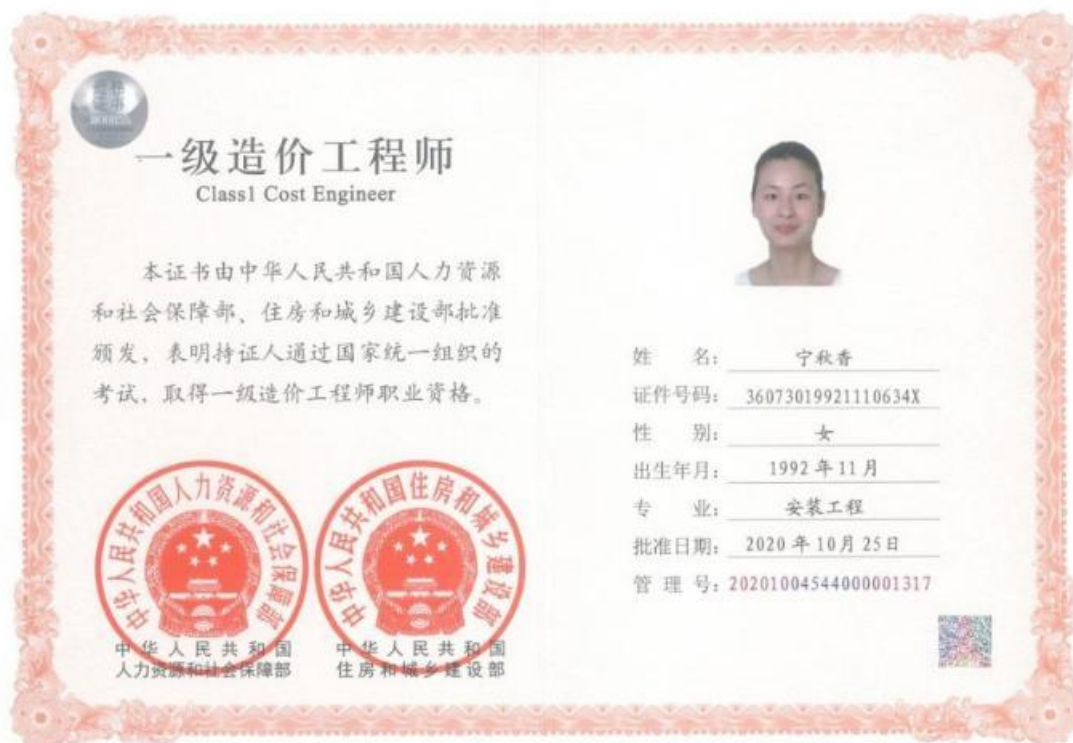 一级造价工程师
Class1 Cost Engineer
本证书由中华人民共和国人力资源
和社会保障部、住房和城乡建设部批准
颁发，表明持证人通过国家统一组织的
考试，取得一级造价工程师职业资格。
中华人民共和国人力资源和社会保障部
中华人民共和国住房和城乡建设部
中华人民共和国
人力资源和社会保障部
中华人民共和国
住房和城乡建设部
姓 名：宁秋香
证件号码：36073019921110634X
性 别：女
出生年月：1992年11月
专 业：安装工程
批准日期：2020年10月25日
管 理 号：20201004544000001317